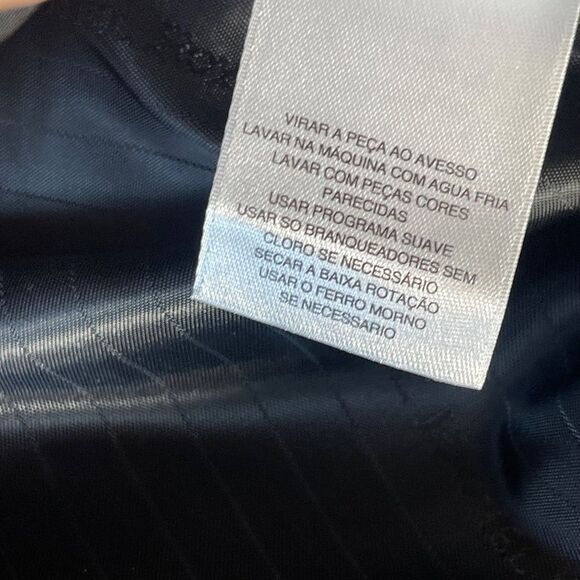 VIRAR A PEÇA AO AVESSO
LAVAR NA MÁQUINA COM AGUA FRIA
LAVAR COM PEÇAS CORES
PARECIDAS
USAR PROGRAMA SUAVE
USAR SO BRANQUEADORES SEM
CLORO SE NECESSÁRIO
SECAR A BAIXA ROTAÇÃO
USAR O FERRO MORNO
SE NECESSARIO